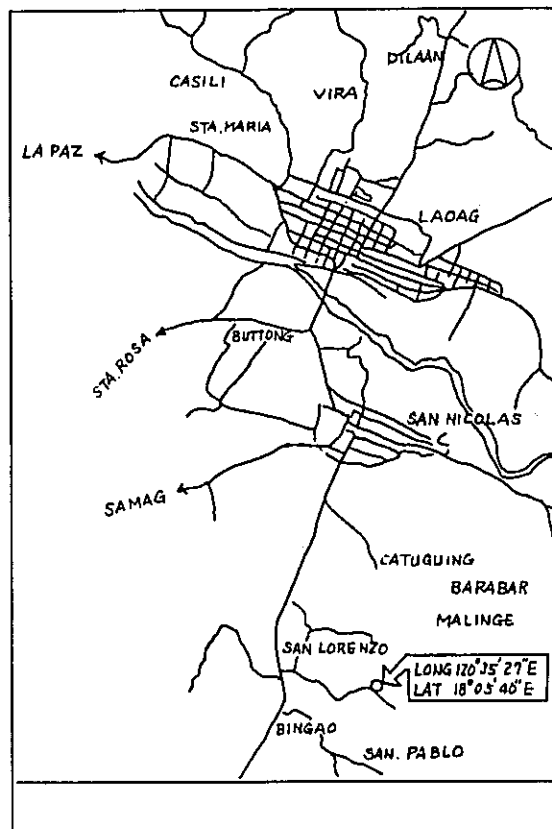 DILAAN
CASILI
VIRA
STA. MARIA
LA PAZ
LAOAG
STA. ROSA
BUTTONG
SAN NICOLAS
SAMAG
CATUGUING
BARABAR
MALINGE
SAN LORENZO
LONG 120° 35' 27" E
LAT 18° 05' 40" E
BINGAO
SAN. PABLO